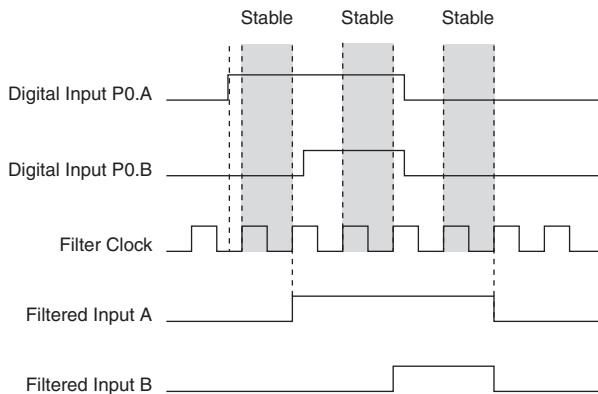 Stable Stable Stable
Digital Input P0.A
Digital Input P0.B
Filter Clock
Filtered Input A
Filtered Input B